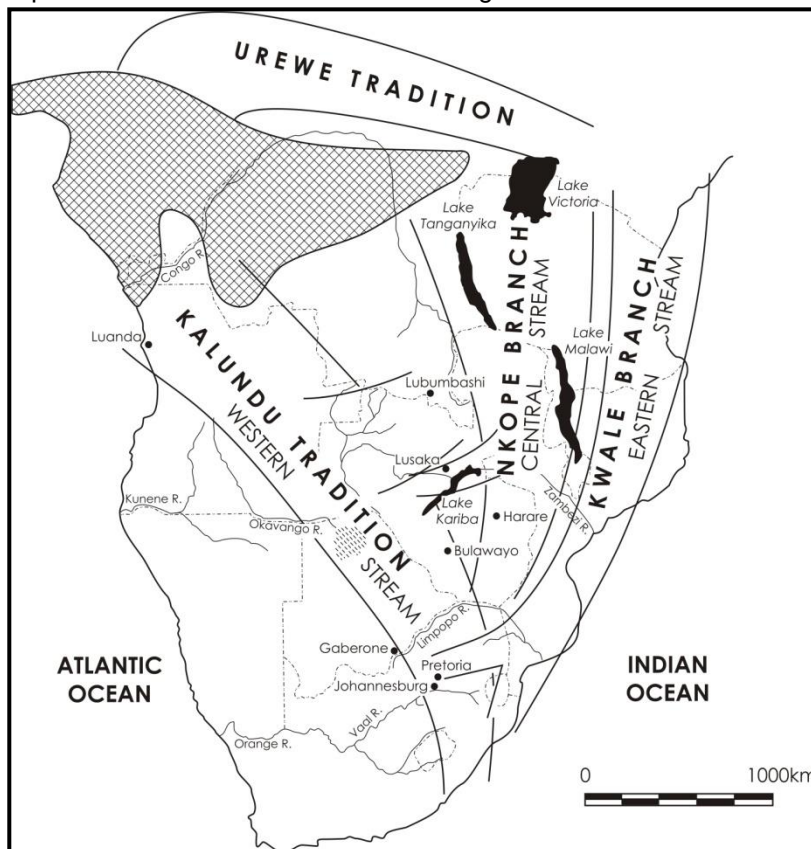 UREWE TRADITION
Lake
Victoria
Lake
Tanganyika
Congo R.
Luanda
KALUNDU TRADITION
WESTERN
STREAM
NKOPE BRANCH
CENTRAL
STREAM
KWALE BRANCH
EASTERN
STREAM
Lake
Malawi
Lubumbashi
Lusaka
Lake
Kariba
Zambezi R.
Kunene R.
Okavango R.
Harare
Bulawayo
Limpopo R.
Gaberone
Pretoria
Johannesburg
ATLANTIC
OCEAN
INDIAN
OCEAN
Vaal R.
Orange R.
0
1000km